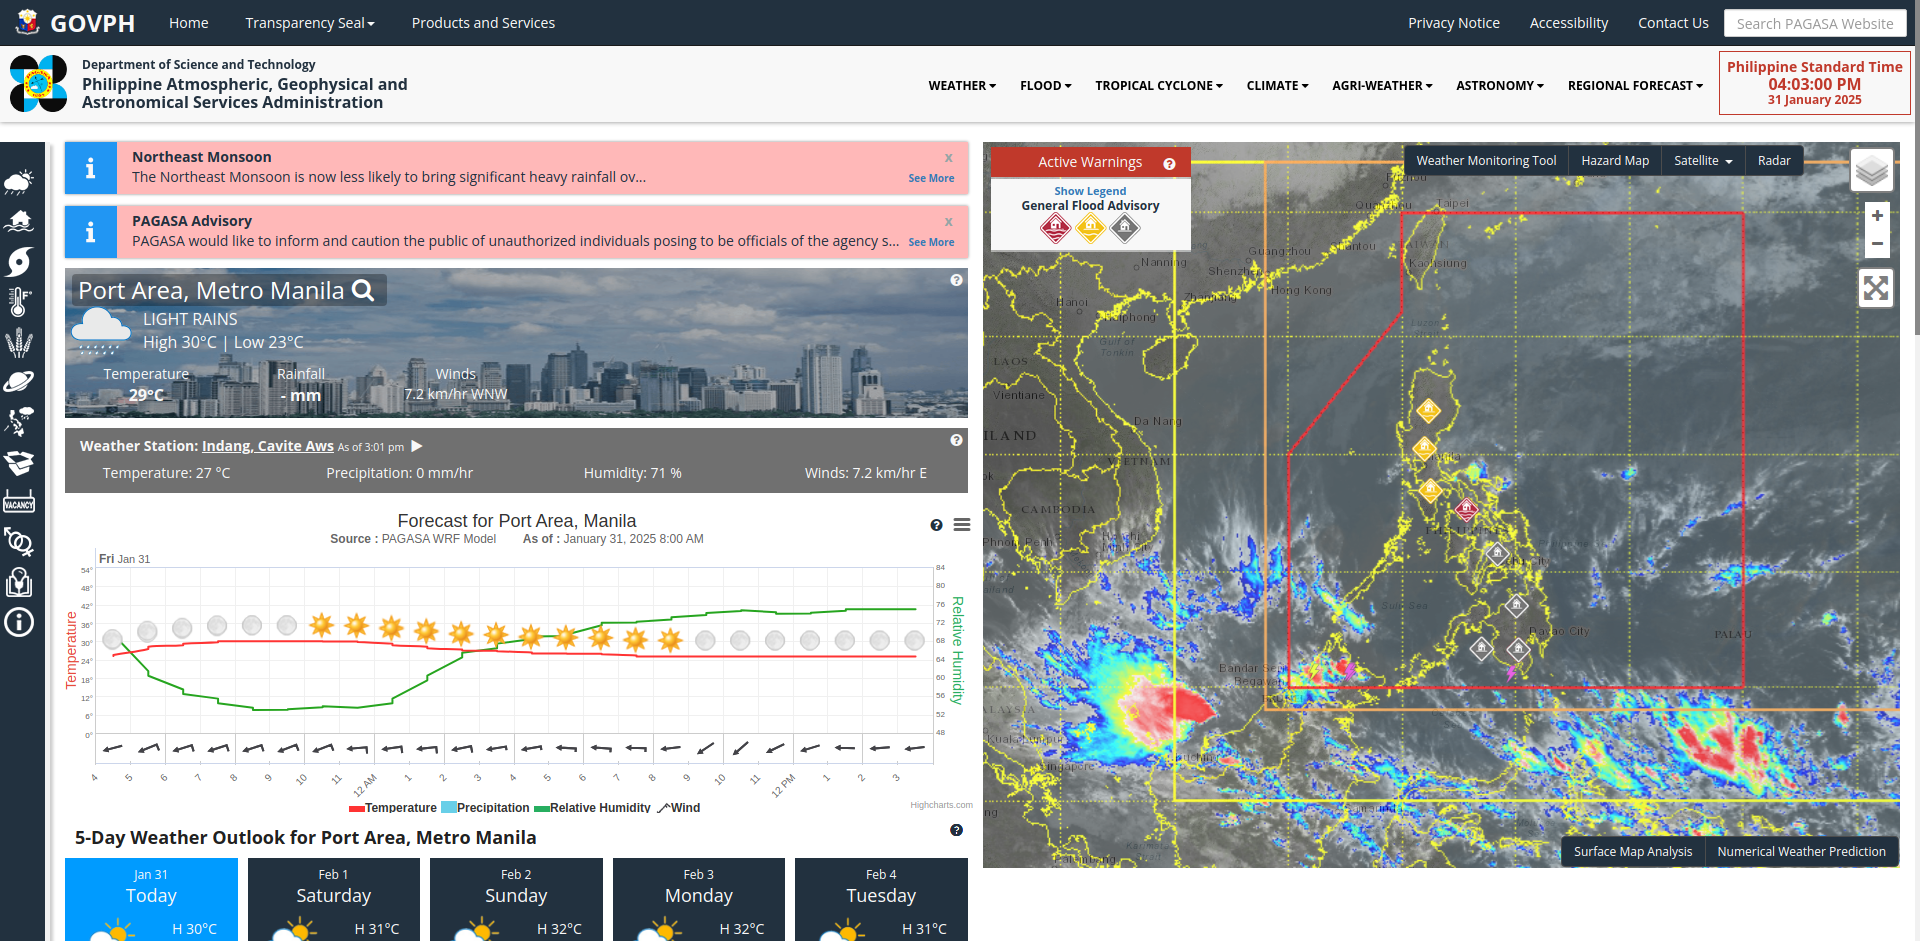 GOVPH
Home
Transparency Seal
Products and Services
Privacy Notice
Accessibility
Contact Us
Search PAGASA Website
Department of Science and Technology
Philippine Atmospheric, Geophysical and
Astronomical Services Administration
WEATHER
FLOOD
TROPICAL CYCLONE
CLIMATE
AGRI-WEATHER
ASTRONOMY
REGIONAL FORECAST
Philippine Standard Time
04:03:00 PM
31 January 2025
VACANCY
Northeast Monsoon
x
The Northeast Monsoon is now less likely to bring significant heavy rainfall ov...
See More
PAGASA Advisory
x
PAGASA would like to inform and caution the public of unauthorized individuals posing to be officials of the agency s...
See More
Port Area, Metro Manila
LIGHT RAINS
High 30°C | Low 23°C
Temperature
Rainfall
Winds
29°C
- mm
7.2 km/hr WNW
Weather Station: Indang, Cavite Aws As of 3:01 pm
Temperature: 27 °C
Precipitation: 0 mm/hr
Humidity: 71 %
Winds: 7.2 km/hr E
Forecast for Port Area, Manila
Source : PAGASA WRF Model As of : January 31, 2025 8:00 AM
Fri Jan 31
54°
48°
42°
36°
30°
24°
18°
12°
6°
0°
Temperature
84
80
76
72
68
64
60
56
52
48
Relative Humidity
4 5 6 7 8 9 10 11 12 AM 1 2 3 4 5 6 7 8 9 10 11 12 PM 1 2 3
Temperature
Precipitation
Relative Humidity
Wind
Highcharts.com
5-Day Weather Outlook for Port Area, Metro Manila
Jan 31
Today
H 30°C
Feb 1
Saturday
H 31°C
Feb 2
Sunday
H 32°C
Feb 3
Monday
H 32°C
Feb 4
Tuesday
H 31°C
Active Warnings
Show Legend
General Flood Advisory
Weather Monitoring Tool
Hazard Map
Satellite
Radar
+
−
Taipei
Guangzhou
Shantou
Nanning
Shenzhen
Kaohsiung
Hong Kong
Hanoi
Haiphong
Gulf of
Tonkin
Luzon
LAOS
Vientiane
Da Nang
VIETNAM
CAMBODIA
Phnom Penh
Sulu Sea
Davao City
PALAU
Bandar Seri
Begawan
Kuala Lumpur
Singapore
Kuching
Surface Map Analysis
Numerical Weather Prediction